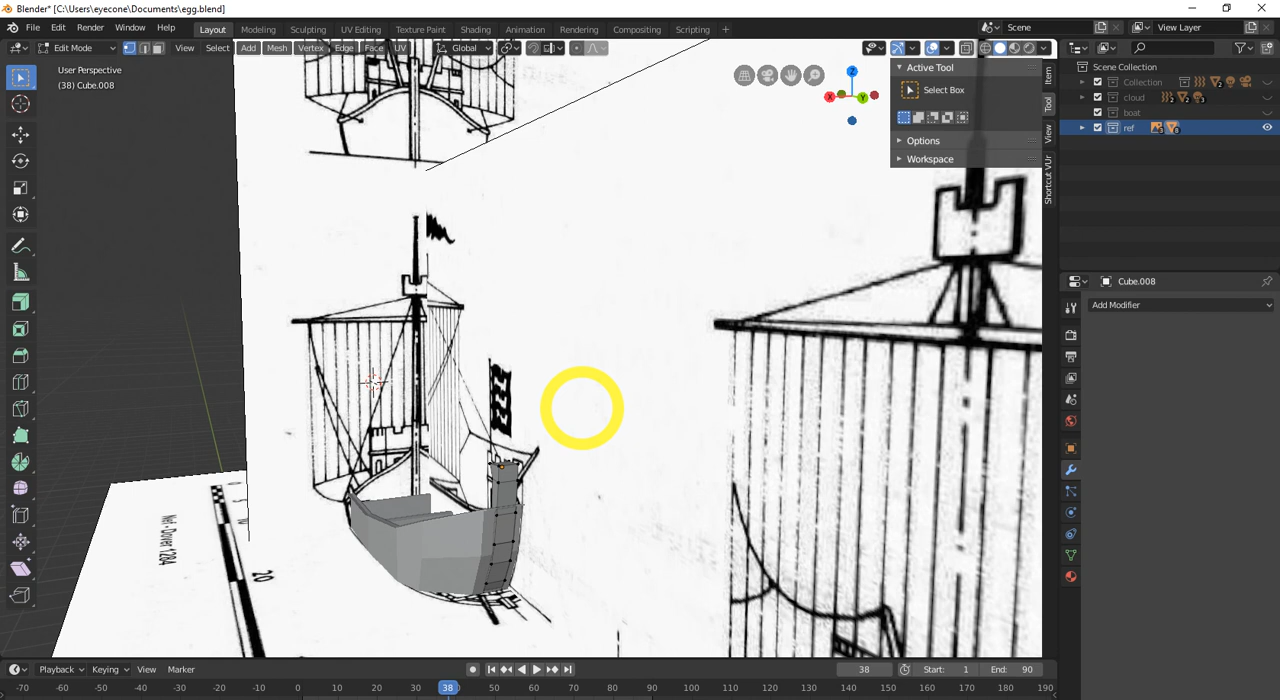 Blender* [C:\Users\eyecone\Documents\egg.blend]
File Edit Render Window Help Layout Modeling Sculpting UV Editing Texture Paint Shading Animation Rendering Compositing Scripting + Scene View Layer
Edit Mode View Select Add Mesh Vertex Edge Face UV Global
User Perspective
(38) Cube.008
Z
X
Y
Active Tool
Select Box
Options
Workspace
Item
Tool
View
Shortcut VUr
Scene Collection
Collection
cloud
boat
ref
Cube.008
Add Modifier
20
Playback Keying View Marker 38 Start: 1 End: 90
-70 -60 -50 -40 -30 -20 -10 0 10 20 30 38 50 60 70 80 90 100 110 120 130 140 150 160 170 180 190